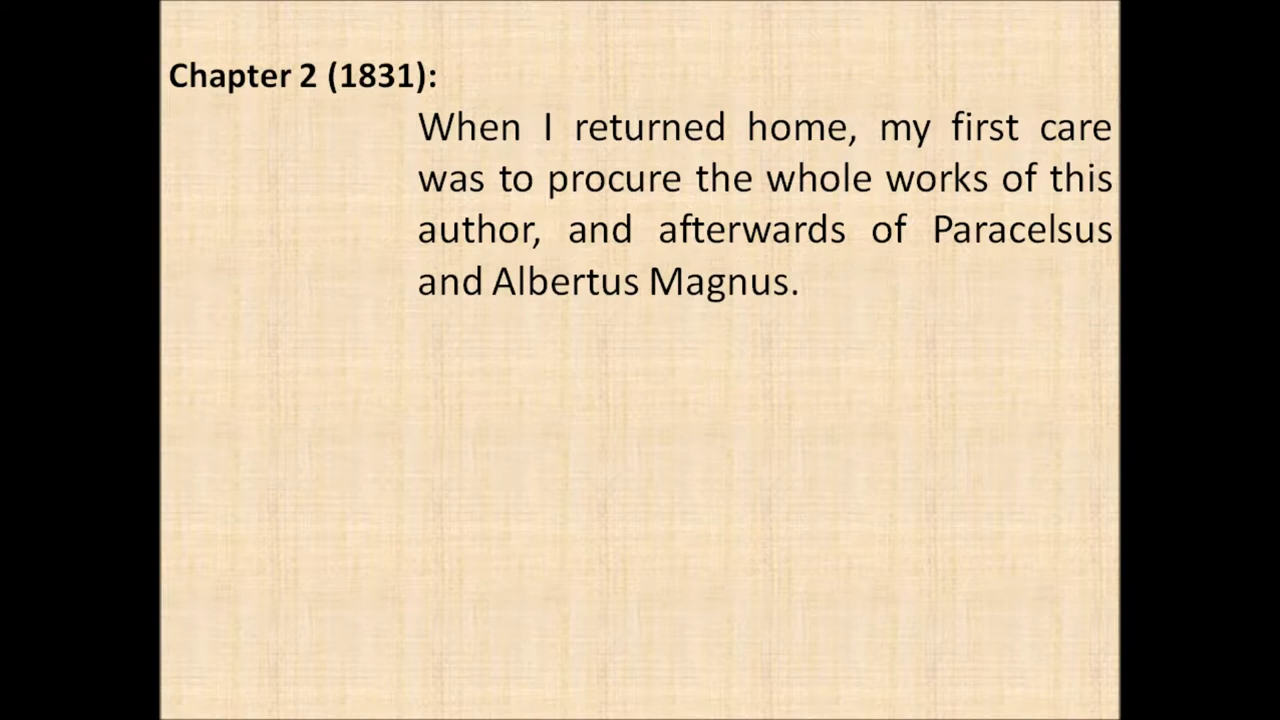 Chapter 2 (1831):
When I returned home, my first care
was to procure the whole works of this
author, and afterwards of Paracelsus
and Albertus Magnus.